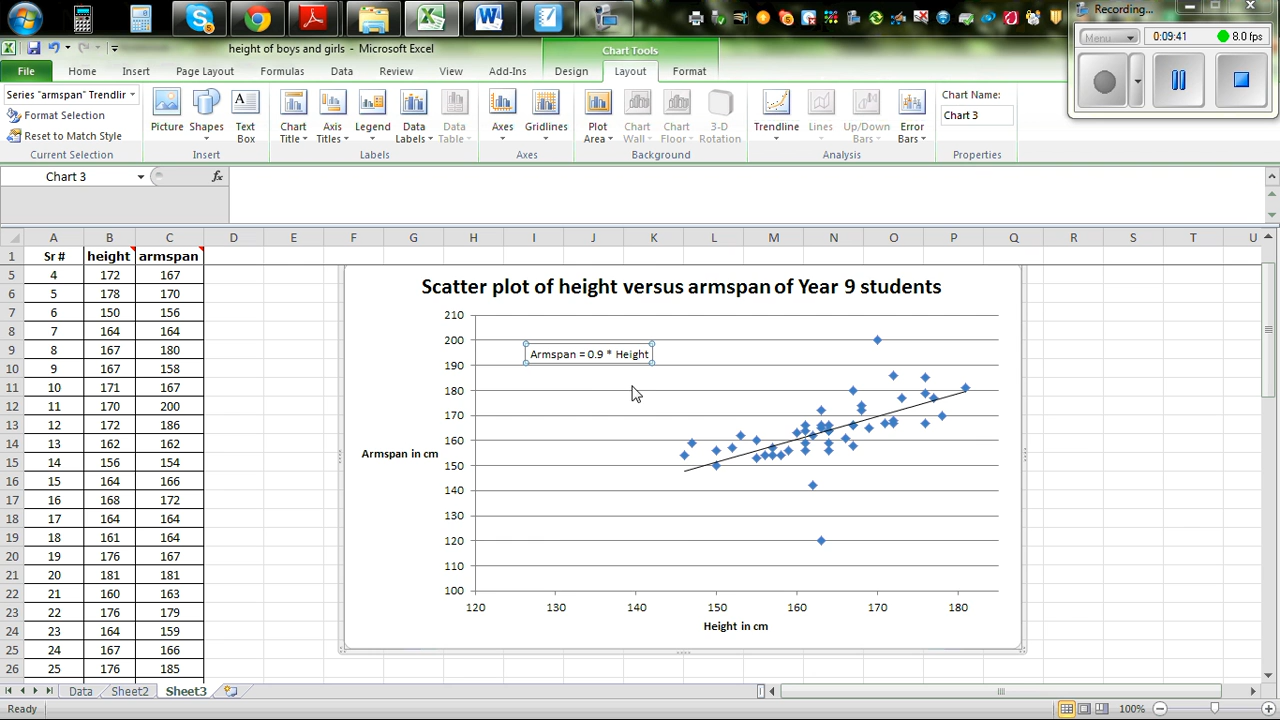 Recording...
Menu
0:09:41
8.0 fps
height of boys and girls - Microsoft Excel
Chart Tools
File
Home
Insert
Page Layout
Formulas
Data
Review
View
Add-Ins
Design
Layout
Format
Series "armspan" Trendlir
Format Selection
Reset to Match Style
Current Selection
Picture
Shapes
Text Box
Insert
Chart Title
Axis Titles
Legend
Data Labels
Data Table
Labels
Axes
Gridlines
Axes
Plot Area
Chart Wall
Chart Floor
3-D Rotation
Background
Trendline
Lines
Up/Down Bars
Error Bars
Analysis
Chart Name:
Chart 3
Properties
Chart 3
fx
A B C D E F G H I J K L M N O P Q R S T U
1 Sr # height armspan
5 4 172 167
6 5 178 170
7 6 150 156
8 7 164 164
9 8 167 180
10 9 167 158
11 10 171 167
12 11 170 200
13 12 172 186
14 13 162 162
15 14 156 154
16 15 164 166
17 16 168 172
18 17 164 164
19 18 161 164
20 19 176 167
21 20 181 181
22 21 160 163
23 22 176 179
24 23 164 159
25 24 167 166
26 25 176 185
Scatter plot of height versus armspan of Year 9 students
Armspan = 0.9 * Height
210
200
190
180
170
160
150
140
130
120
110
100
Armspan in cm
120 130 140 150 160 170 180
Height in cm
Data
Sheet2
Sheet3
Ready
100%